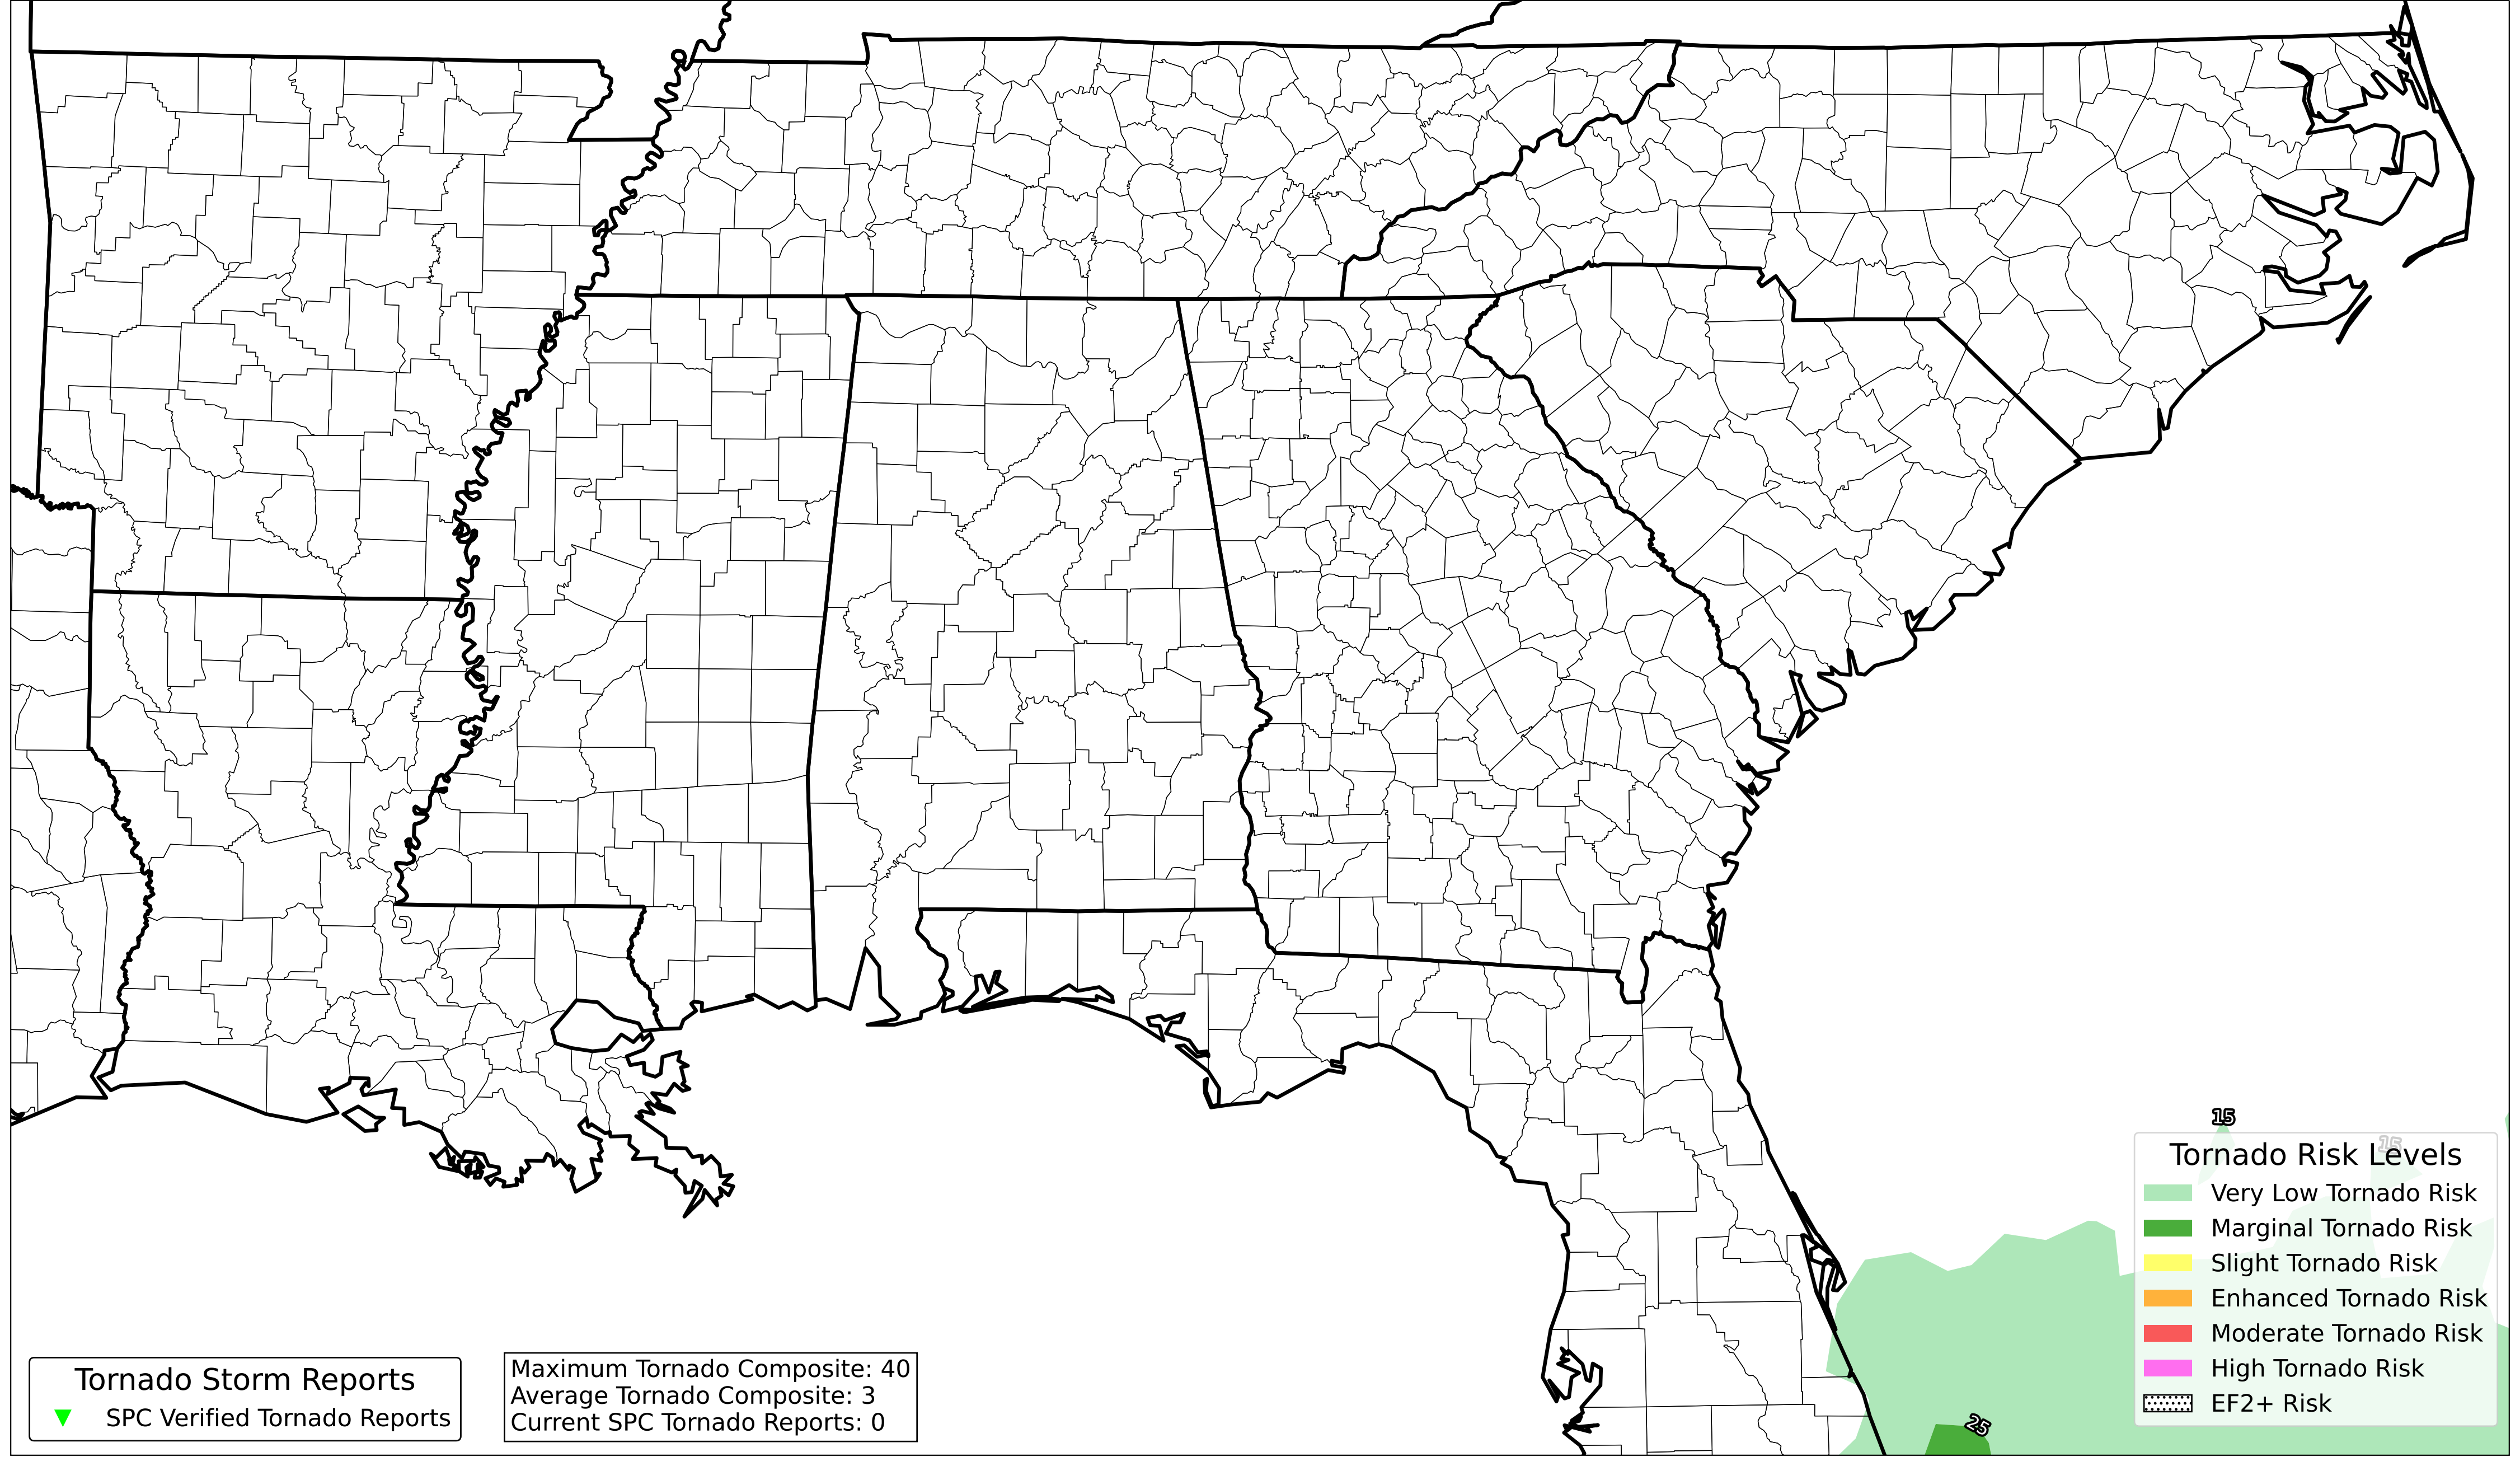 15
15
Tornado Risk Levels
Very Low Tornado Risk
Marginal Tornado Risk
Slight Tornado Risk
Enhanced Tornado Risk
Moderate Tornado Risk
High Tornado Risk
EF2+ Risk
25
Tornado Storm Reports
SPC Verified Tornado Reports
Maximum Tornado Composite: 40
Average Tornado Composite: 3
Current SPC Tornado Reports: 0